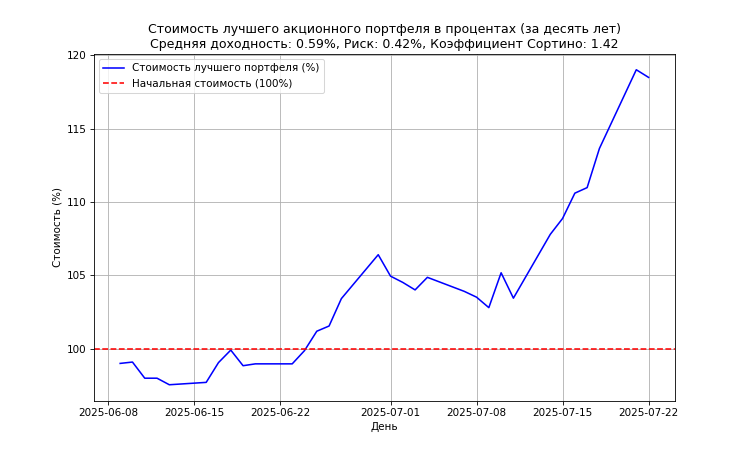 Стоимость лучшего акционного портфеля в процентах (за десять лет)
Средняя доходность: 0.59%, Риск: 0.42%, Коэффициент Сортино: 1.42
Стоимость лучшего портфеля (%)
Начальная стоимость (100%)
Стоимость (%)
120
115
110
105
100
2025-06-08 2025-06-15 2025-06-22 2025-07-01 2025-07-08 2025-07-15 2025-07-22
День